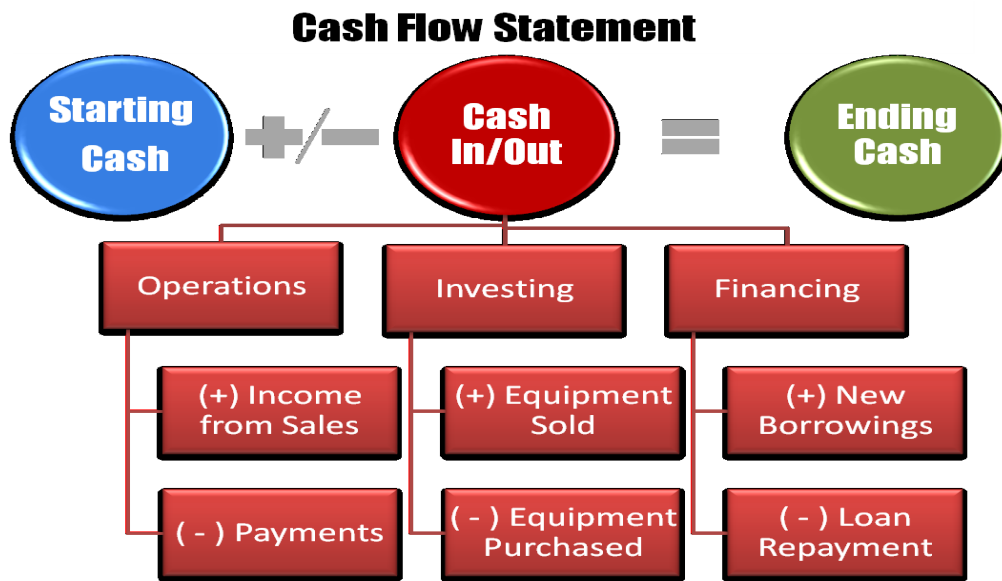 Cash Flow Statement
Starting
Cash
+/−
Cash
In/Out
=
Ending
Cash
Operations
Investing
Financing
(+) Income
from Sales
(+) Equipment
Sold
(+) New
Borrowings
( - ) Payments
( - ) Equipment
Purchased
( - ) Loan
Repayment